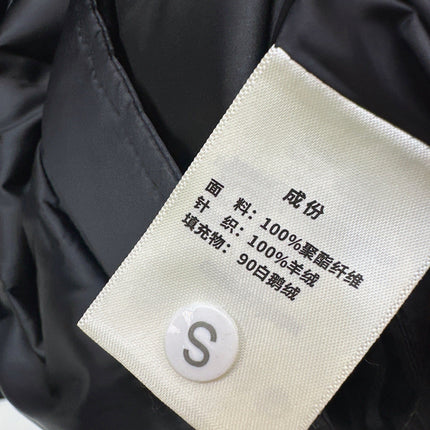 成份
面 料：100%聚酯纤维
针 织：100%羊绒
填充物：90白鹅绒
S